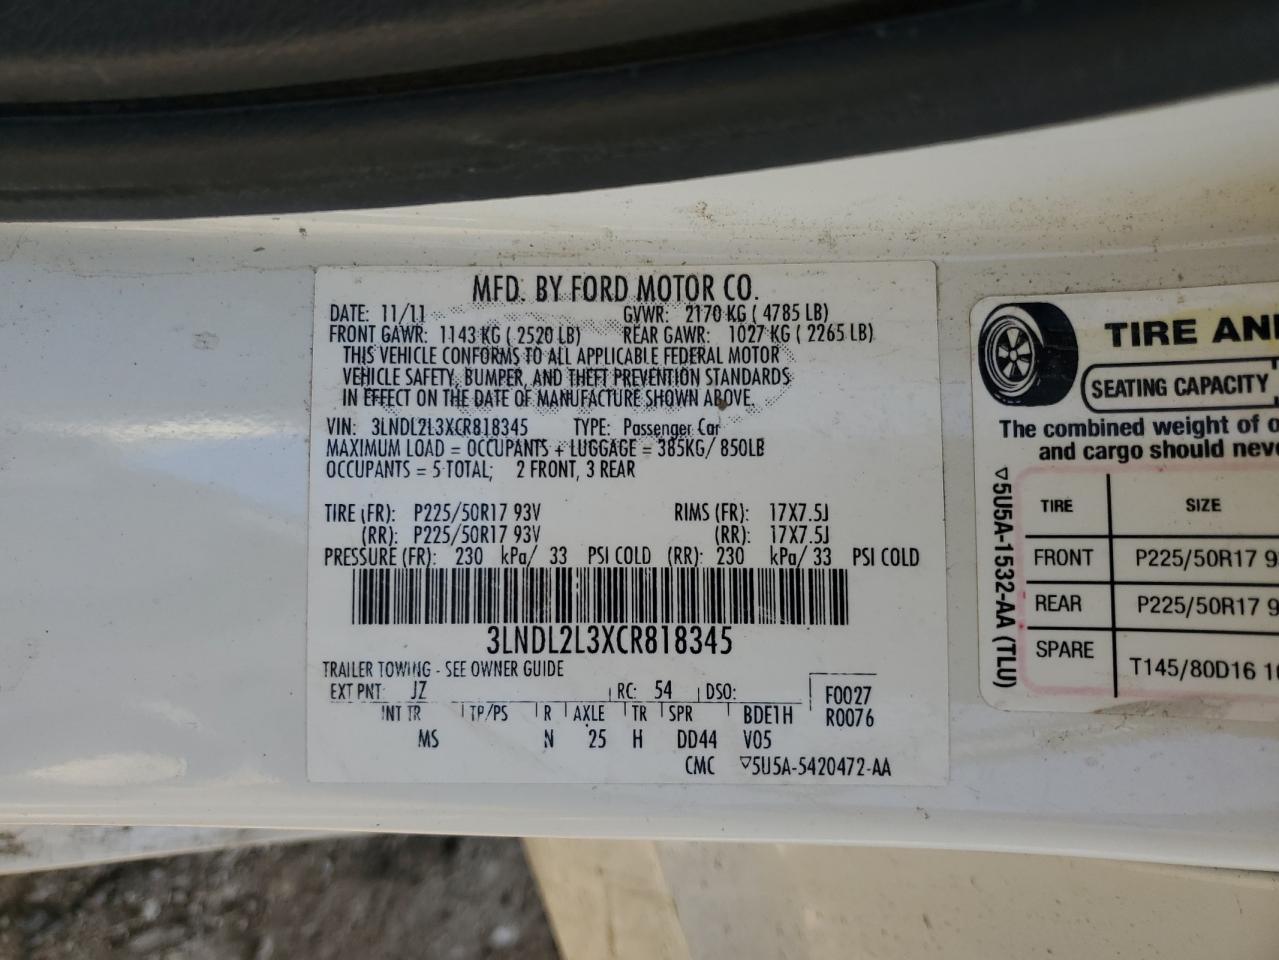 MFD. BY FORD MOTOR CO.
DATE: 11/11 GVWR: 2170 KG ( 4785 LB)
FRONT GAWR: 1143 KG ( 2520 LB) REAR GAWR: 1027 KG ( 2265 LB)
THIS VEHICLE CONFORMS TO ALL APPLICABLE FEDERAL MOTOR
VEHICLE SAFETY, BUMPER, AND THEFT PREVENTION STANDARDS
IN EFFECT ON THE DATE OF MANUFACTURE SHOWN ABOVE.
VIN: 3LNDL2L3XCR818345 TYPE: Passenger Car
MAXIMUM LOAD = OCCUPANTS + LUGGAGE = 385KG/ 850LB
OCCUPANTS = 5 TOTAL; 2 FRONT, 3 REAR
TIRE (FR): P225/50R17 93V RIMS (FR): 17X7.5J
(RR): P225/50R17 93V (RR): 17X7.5J
PRESSURE (FR): 230 kPa/ 33 PSI COLD (RR): 230 kPa/ 33 PSI COLD
3LNDL2L3XCR818345
TRAILER TOWING - SEE OWNER GUIDE
EXT PNT: JZ RC: 54 DSO: F0027
INT TR TP/PS R AXLE TR SPR BDE1H R0076
MS N 25 H DD44 V05
CMC ▽5U5A-5420472-AA
TIRE AN
SEATING CAPACITY
The combined weight of o
and cargo should neve
▽5U5A-1532-AA (TLU)
TIRE SIZE
FRONT P225/50R17 9
REAR P225/50R17 9
SPARE T145/80D16 1